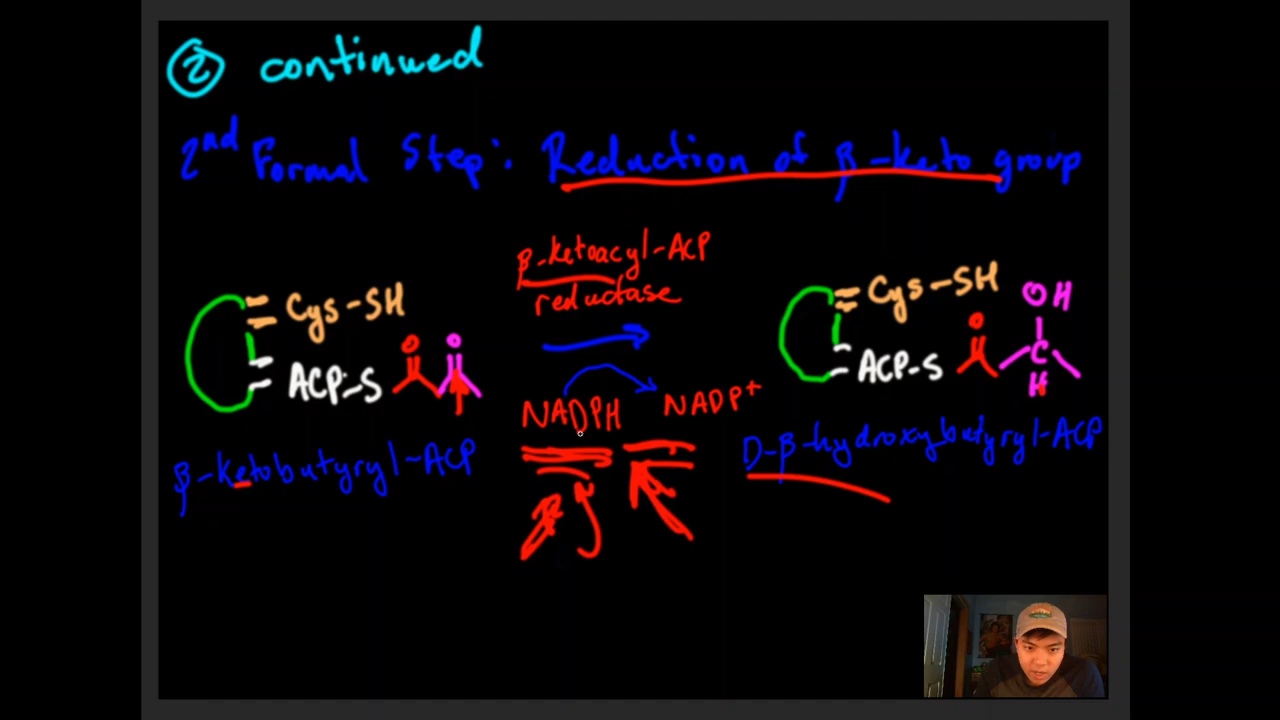 2 continued
2nd Formal Step: Reduction of β-keto group
β-ketoacyl-ACP
reductase
Cys-SH
ACP-S
O
O
NADPH
NADP+
β-ketobutyryl-ACP
Cys-SH
OH
O
ACP-S
C
H
D-β-hydroxybutyryl-ACP